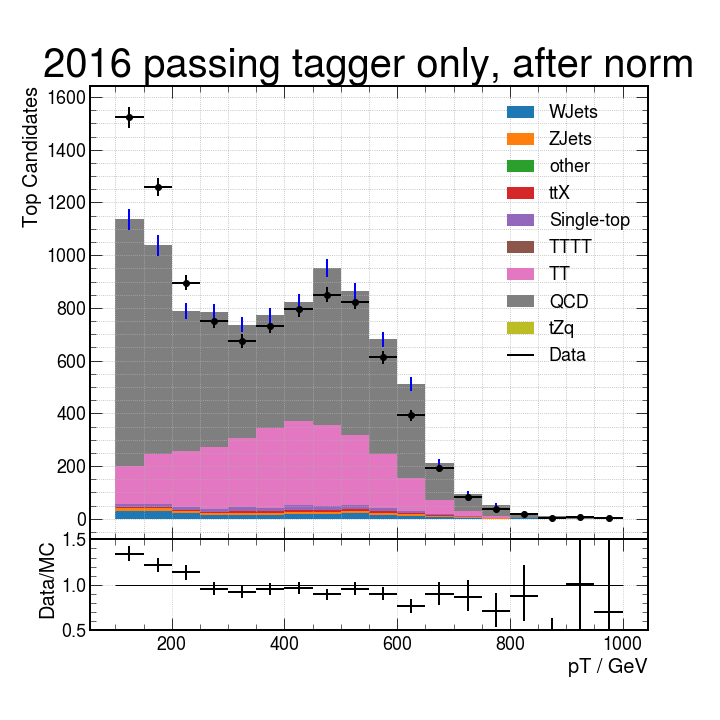 2016 passing tagger only, after norm
Top Candidates
1600
1400
1200
1000
800
600
400
200
0
WJets
ZJets
other
ttX
Single-top
TTTT
TT
QCD
tZq
Data
Data/MC
1.5
1.0
0.5
200
400
600
800
1000
pT / GeV